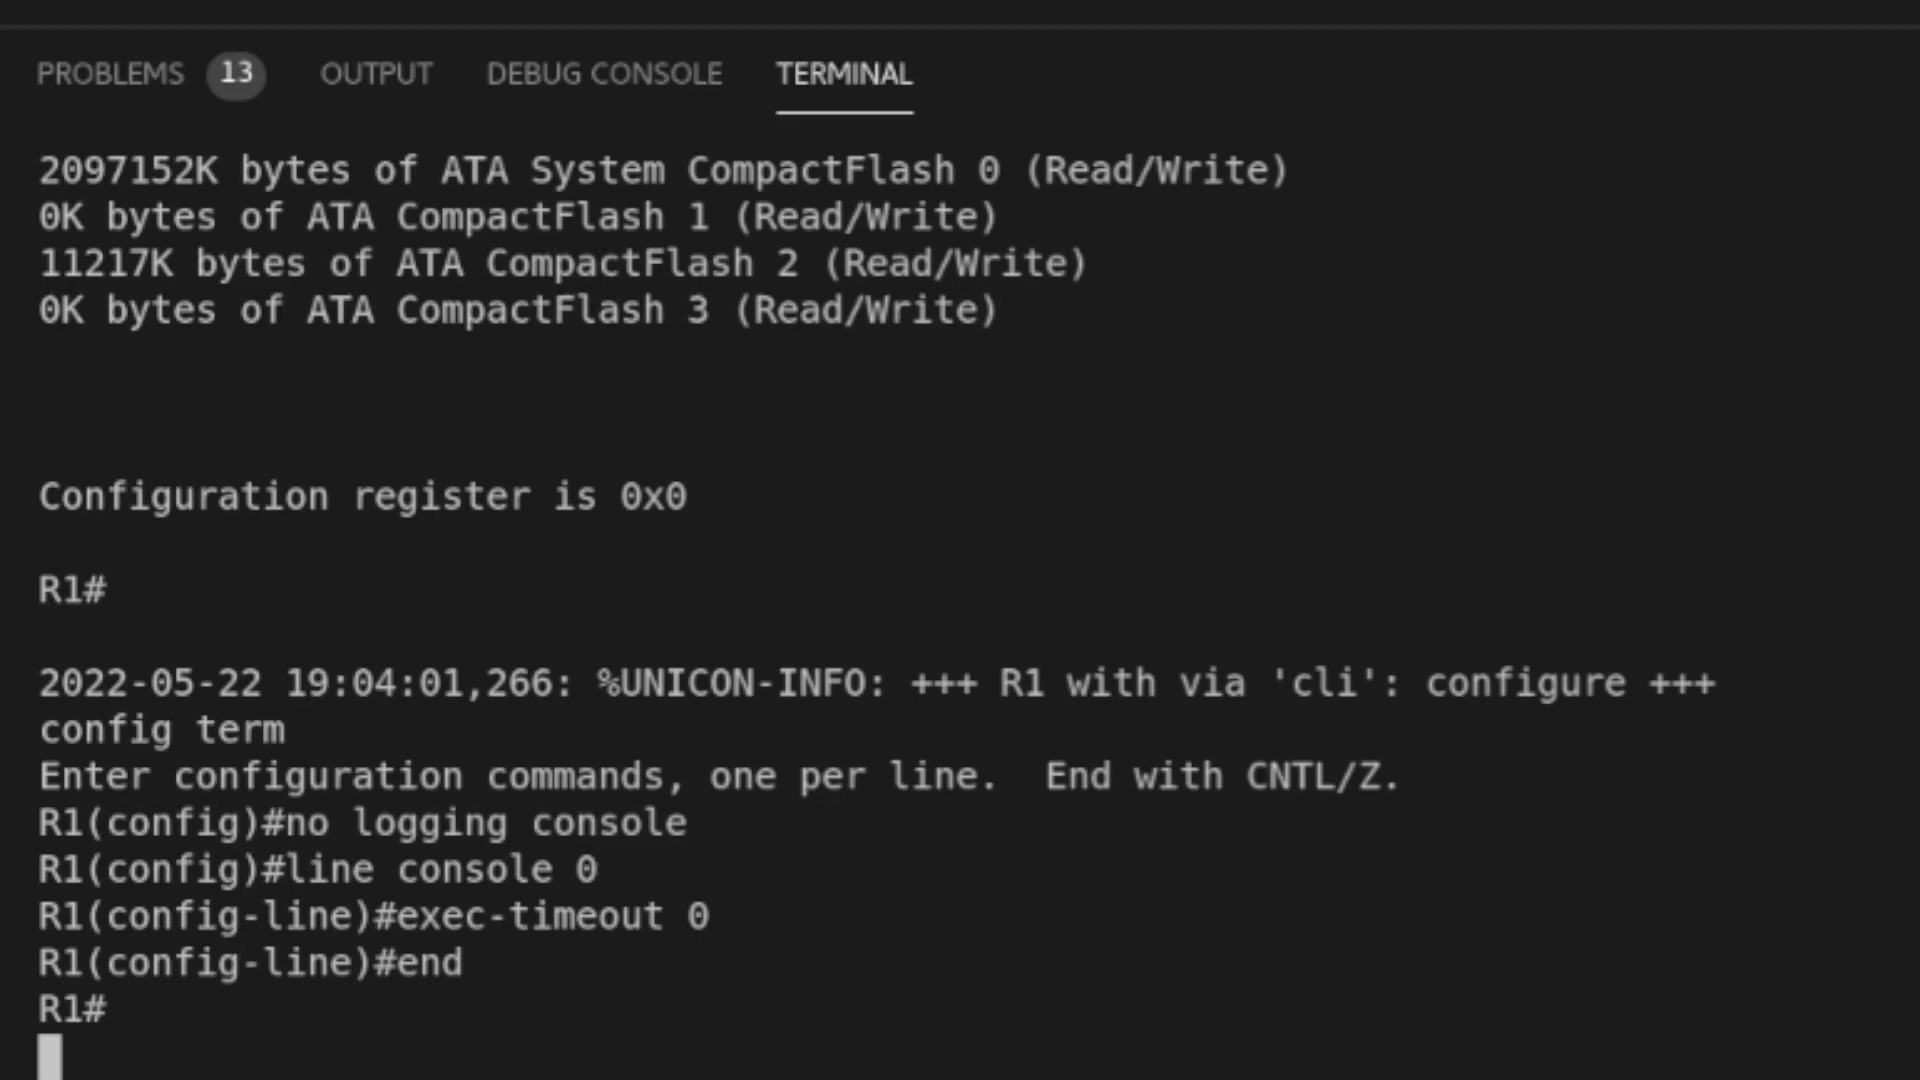 PROBLEMS 13 OUTPUT DEBUG CONSOLE TERMINAL
2097152K bytes of ATA System CompactFlash 0 (Read/Write)
0K bytes of ATA CompactFlash 1 (Read/Write)
11217K bytes of ATA CompactFlash 2 (Read/Write)
0K bytes of ATA CompactFlash 3 (Read/Write)
Configuration register is 0x0
R1#
2022-05-22 19:04:01,266: %UNICON-INFO: +++ R1 with via 'cli': configure +++
config term
Enter configuration commands, one per line.  End with CNTL/Z.
R1(config)#no logging console
R1(config)#line console 0
R1(config-line)#exec-timeout 0
R1(config-line)#end
R1#